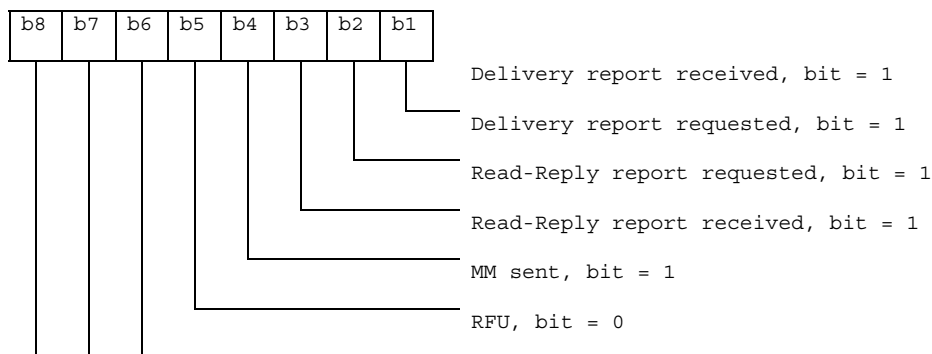 b8 b7 b6 b5 b4 b3 b2 b1
Delivery report received, bit = 1
Delivery report requested, bit = 1
Read-Reply report requested, bit = 1
Read-Reply report received, bit = 1
MM sent, bit = 1
RFU, bit = 0